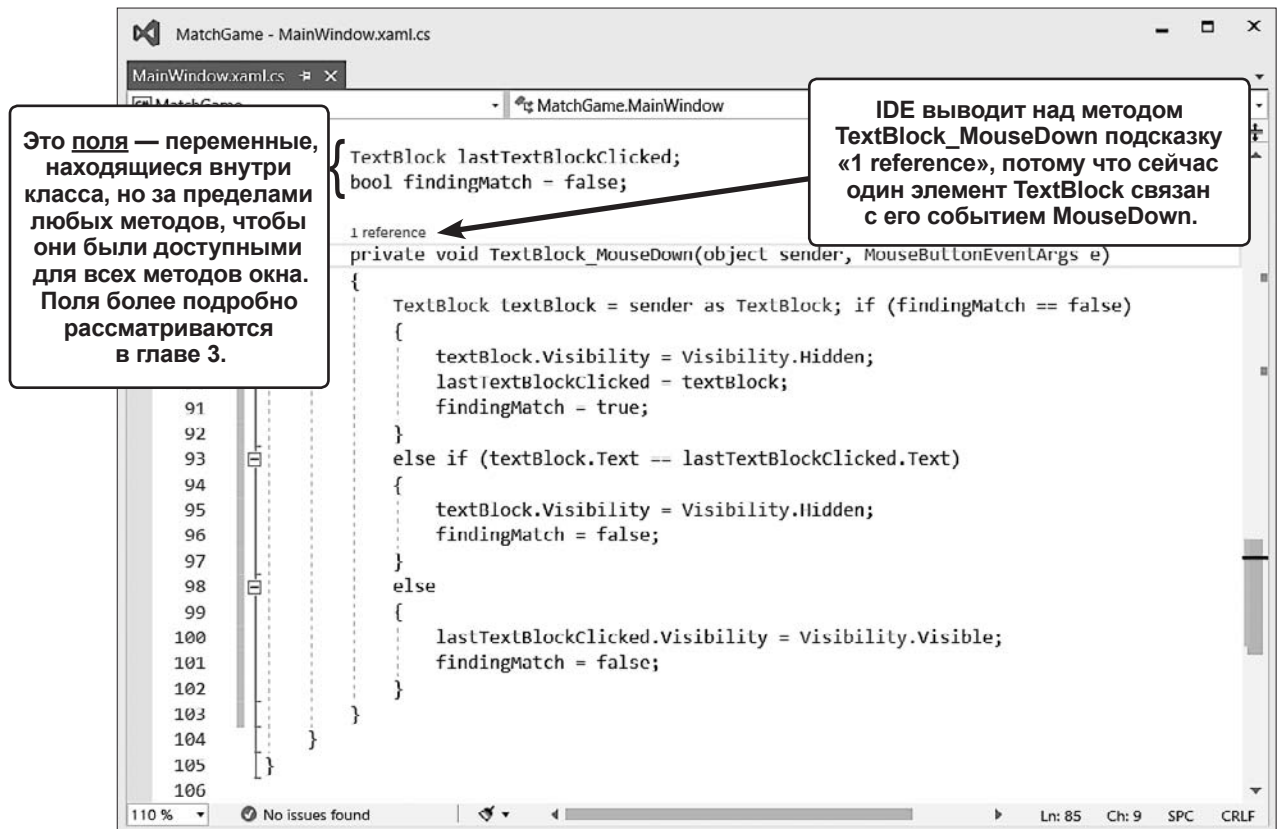 MatchGame - MainWindow.xaml.cs
MainWindow.xaml.cs
MatchGame.MainWindow
Это поля — переменные,
находящиеся внутри
класса, но за пределами
любых методов, чтобы
они были доступными
для всех методов окна.
Поля более подробно
рассматриваются
в главе 3.
IDE выводит над методом
TextBlock_MouseDown подсказку
«1 reference», потому что сейчас
один элемент TextBlock связан
с его событием MouseDown.
TextBlock lastTextBlockClicked;
bool findingMatch = false;
1 reference
private void TextBlock_MouseDown(object sender, MouseButtonEventArgs e)
{
TextBlock textBlock = sender as TextBlock; if (findingMatch == false)
{
textBlock.Visibility = Visibility.Hidden;
lastTextBlockClicked = textBlock;
91 findingMatch = true;
92 }
93 else if (textBlock.Text == lastTextBlockClicked.Text)
94 {
95 textBlock.Visibility = Visibility.Hidden;
96 findingMatch = false;
97 }
98 else
99 {
100 lastTextBlockClicked.Visibility = Visibility.Visible;
101 findingMatch = false;
102 }
103 }
104 }
105 }
106
110 % No issues found Ln: 85 Ch: 9 SPC CRLF